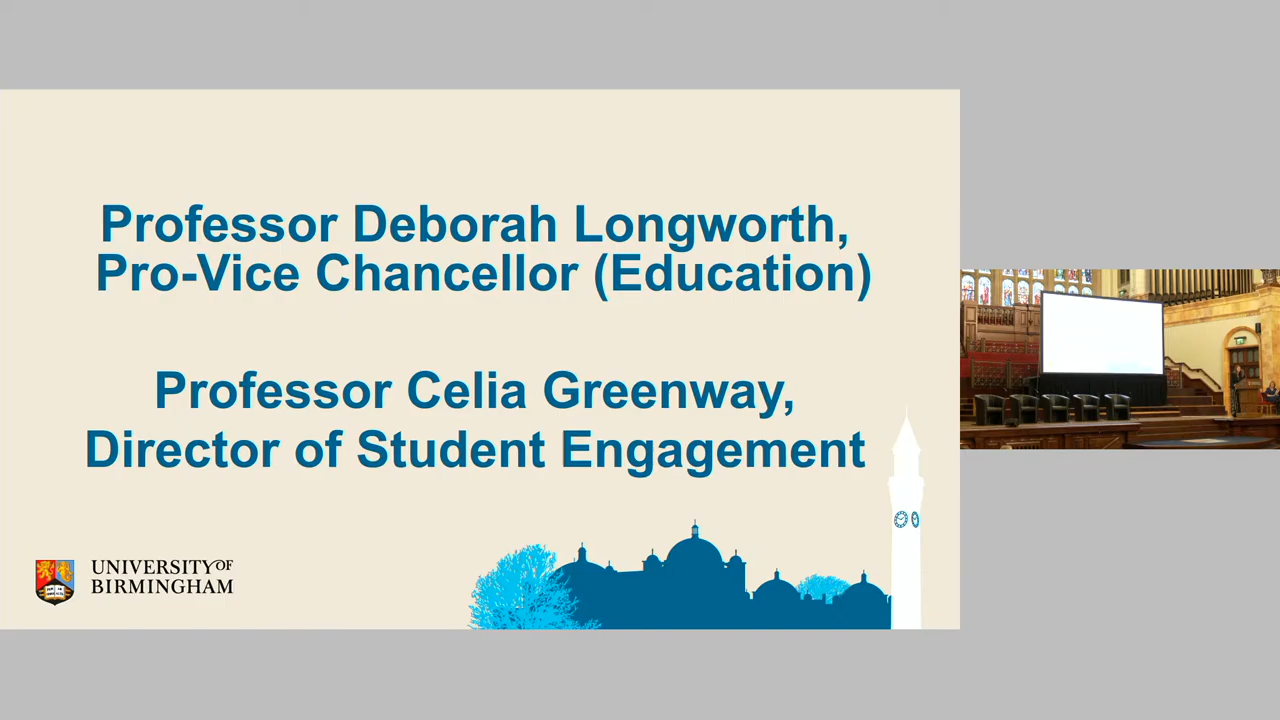 Professor Deborah Longworth,
Pro-Vice Chancellor (Education)
Professor Celia Greenway,
Director of Student Engagement
UNIVERSITY OF
BIRMINGHAM